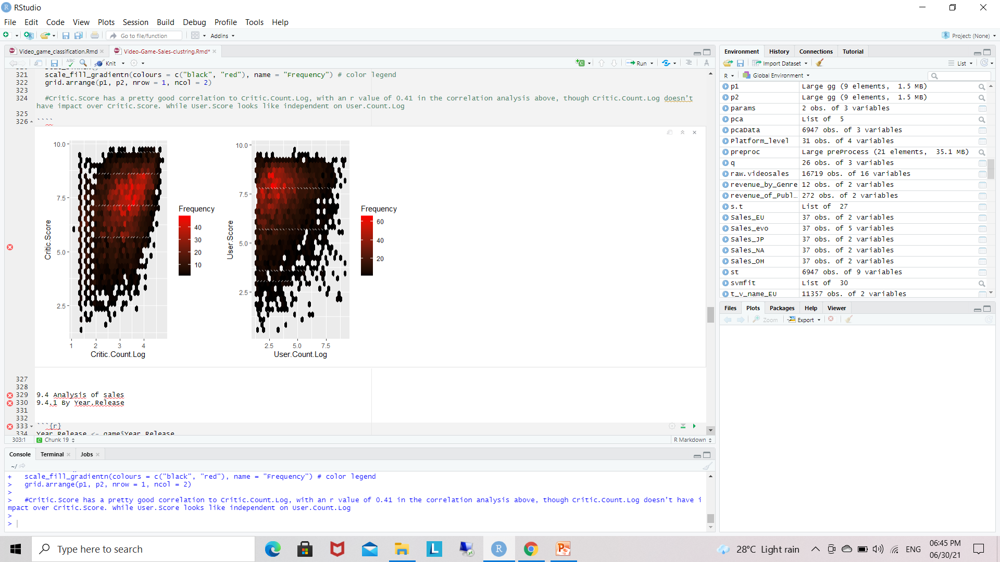 RStudio
File Edit Code View Plots Session Build Debug Profile Tools Help
Go to file/function Addins Project: (None)
Video_game_classification.Rmd Video-Game-Sales-clustring.Rmd*
ABC Knit Run
321 scale_fill_gradientn(colours = c("black", "red"), name = "Frequency") # color legend
322 grid.arrange(p1, p2, nrow = 1, ncol = 2)
323
324 #Critic.Score has a pretty good correlation to Critic.Count.Log, with an r value of 0.41 in the correlation analysis above, though Critic.Count.Log doesn't
have impact over Critic.Score. While User.Score looks like independent on User.Count.Log
325
326 ````
10.0
7.5
5.0
2.5
Critic.Score
1 2 3 4
Critic.Count.Log
Frequency
40
30
20
10
10.0
7.5
5.0
2.5
User.Score
2.5 5.0 7.5
User.Count.Log
Frequency
60
40
20
327
328
329 9.4 Analysis of sales
330 9.4.1 By Year.Release
331
332
333 ```{r}
334 Year.Release <- game$Year.Release
303:1 Chunk 19 R Markdown
Console Terminal Jobs
~/
+ scale_fill_gradientn(colours = c("black", "red"), name = "Frequency") # color legend
> grid.arrange(p1, p2, nrow = 1, ncol = 2)
>
> #Critic.Score has a pretty good correlation to Critic.Count.Log, with an r value of 0.41 in the correlation analysis above, though Critic.Count.Log doesn't have i
mpact over Critic.Score. While User.Score looks like independent on User.Count.Log
>
>
Environment History Connections Tutorial
Import Dataset List
R Global Environment
p1 Large gg (9 elements, 1.5 MB)
p2 Large gg (9 elements, 1.5 MB)
params 2 obs. of 3 variables
pca List of 5
pcaData 6947 obs. of 3 variables
Platform_level 31 obs. of 4 variables
preproc Large preProcess (21 elements, 35.1 MB)
q 26 obs. of 3 variables
raw.videosales 16719 obs. of 16 variables
revenue_by_Genre 12 obs. of 2 variables
revenue_of_Publ… 272 obs. of 2 variables
s.t List of 27
Sales_EU 37 obs. of 2 variables
Sales_evo 37 obs. of 5 variables
Sales_JP 37 obs. of 2 variables
Sales_NA 37 obs. of 2 variables
Sales_OH 37 obs. of 2 variables
st 6947 obs. of 9 variables
svmfit List of 30
t_v_name_EU 11357 obs. of 2 variables
Files Plots Packages Help Viewer
Zoom Export
Type here to search
28°C Light rain ENG
06:45 PM
06/30/21